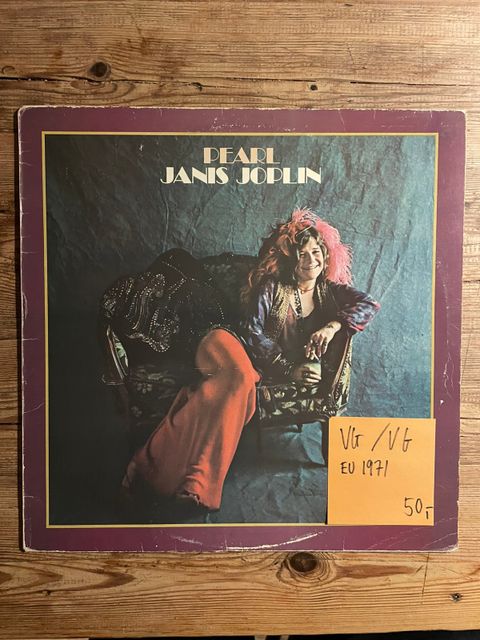 PEARL
JANIS JOPLIN
VG / VG
EU 1971
50,-